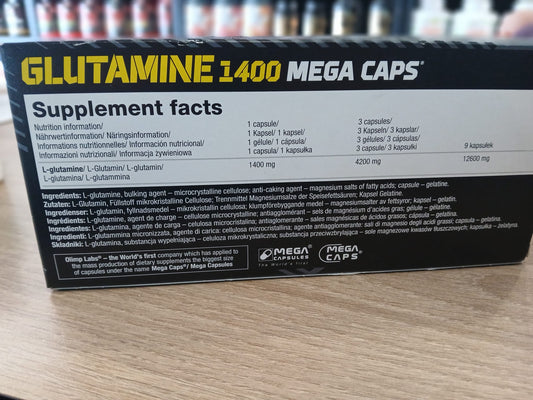 GLUTAMINE 1400 MEGA CAPS®
Supplement facts
Nutrition information/ 1 capsule/ 3 capsules/
Nährwertinformation/ Näringsinformation/ 1 Kapsel/ 1 kapsel/ 3 Kapseln/ 3 kapslar/
Informations nutritionnelles/ Información nutricional/ 1 gélule/ 1 cápsula/ 3 gélules/ 3 cápsulas/
Informazioni nutrizionali/ Informacja żywieniowa 1 capsula/ 1 kapsułka 3 capsule/ 3 kapsułki 9 kapsułek
L-glutamine/ L-Glutamin/ L-glutamin/ 1400 mg 4200 mg 12600 mg
L-glutamina/ L-glutammina
Ingredients: L-glutamine, bulking agent – microcrystalline cellulose; anti-caking agent – magnesium salts of fatty acids; capsule – gelatine.
Zutaten: L-Glutamin, Füllstoff mikrokristalline Cellulose; Trennmittel Magnesiumsalze der Speisefettsäuren; Kapsel Gelatine.
Ingredienser: L-glutamin, fyllnadsmedel – mikrokristallin cellulosa; klumpförebyggande medel – magnesiumsalter av fettsyror; kapsel – gelatin.
Ingrédients: L-glutamine, agent de charge – cellulose microcristalline; antiagglomérant – sels de magnésium d'acides gras; gélule – gélatine.
Ingredientes: L-glutamina, agente de carga – celulosa microcristalina; antiaglomerante – sales magnésicas de ácidos grasos; cápsula – gelatina.
Ingredienti: L-glutammina micronizzata, agente di carica: cellulosa microcristallina; agente antiagglomerante: sali di magnesio degli acidi grassi; capsula – gelatina.
Składniki: L-glutamina, substancja wypełniająca – celuloza mikrokrystaliczna; substancja przeciwzbrylająca – sole magnezowe kwasów tłuszczowych; kapsułka – żelatyna.
Olimp Labs® – the World's first company which has applied to
the mass production of dietary supplements the biggest size
of capsules under the name Mega Caps®/ Mega Capsules
MEGA®
CAPSULES
The World's first
MEGA®
CAPS